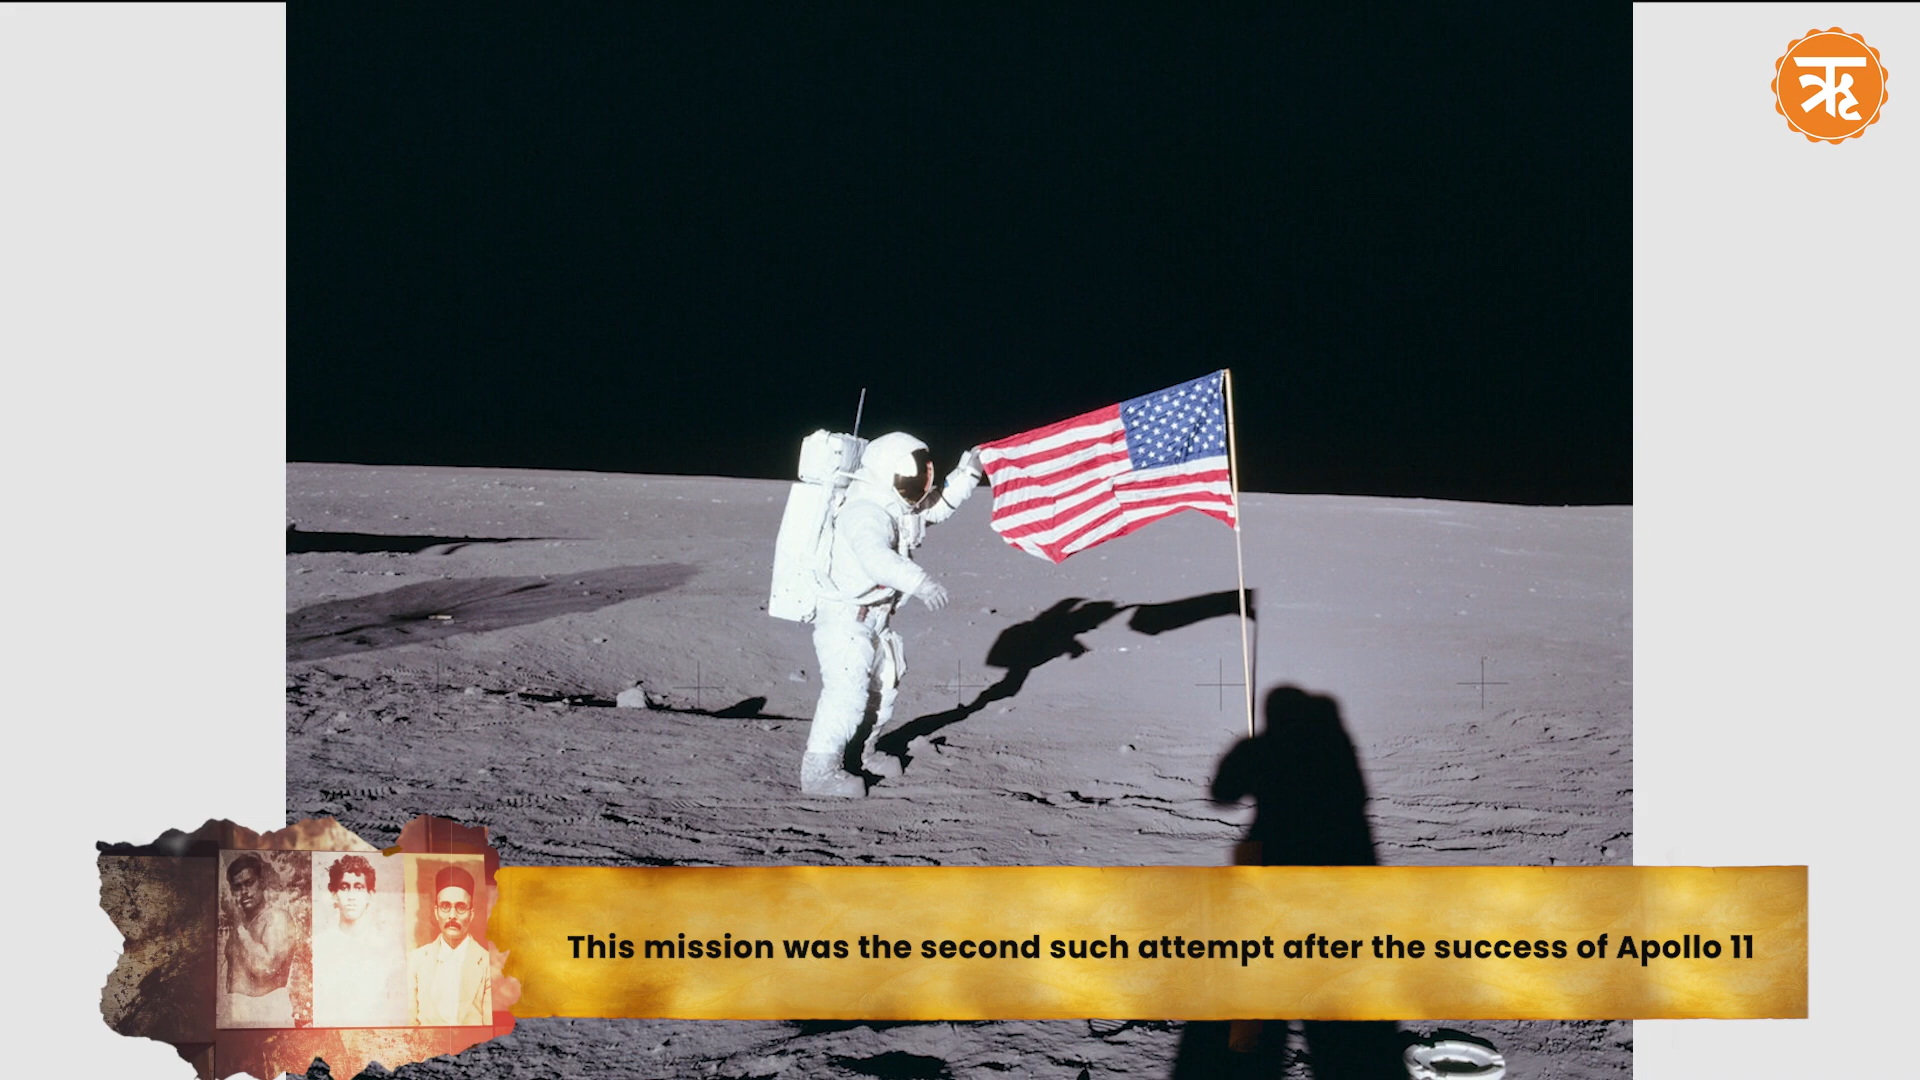 ऋ
This mission was the second such attempt after the success of Apollo 11